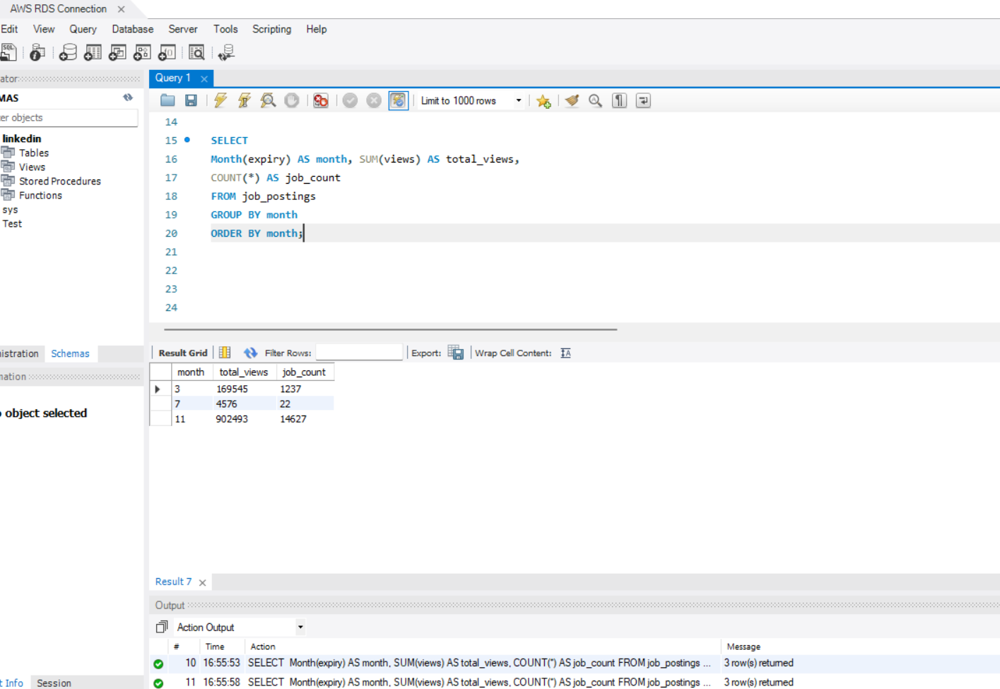 AWS RDS Connection
Edit View Query Database Server Tools Scripting Help
SQL
ator
Query 1
MAS
Limit to 1000 rows
er objects
linkedin
Tables
Views
Stored Procedures
Functions
sys
Test
14
15 SELECT
16 Month(expiry) AS month, SUM(views) AS total_views,
17 COUNT(*) AS job_count
18 FROM job_postings
19 GROUP BY month
20 ORDER BY month;
21
22
23
24
istration Schemas
Result Grid Filter Rows: Export: Wrap Cell Content:
mation
month total_views job_count
3 169545 1237
7 4576 22
11 902493 14627
object selected
Result 7
Output
Action Output
# Time Action Message
10 16:55:53 SELECT Month(expiry) AS month, SUM(views) AS total_views, COUNT(*) AS job_count FROM job_postings ... 3 row(s) returned
11 16:55:58 SELECT Month(expiry) AS month, SUM(views) AS total_views, COUNT(*) AS job_count FROM job_postings ... 3 row(s) returned
t Info Session